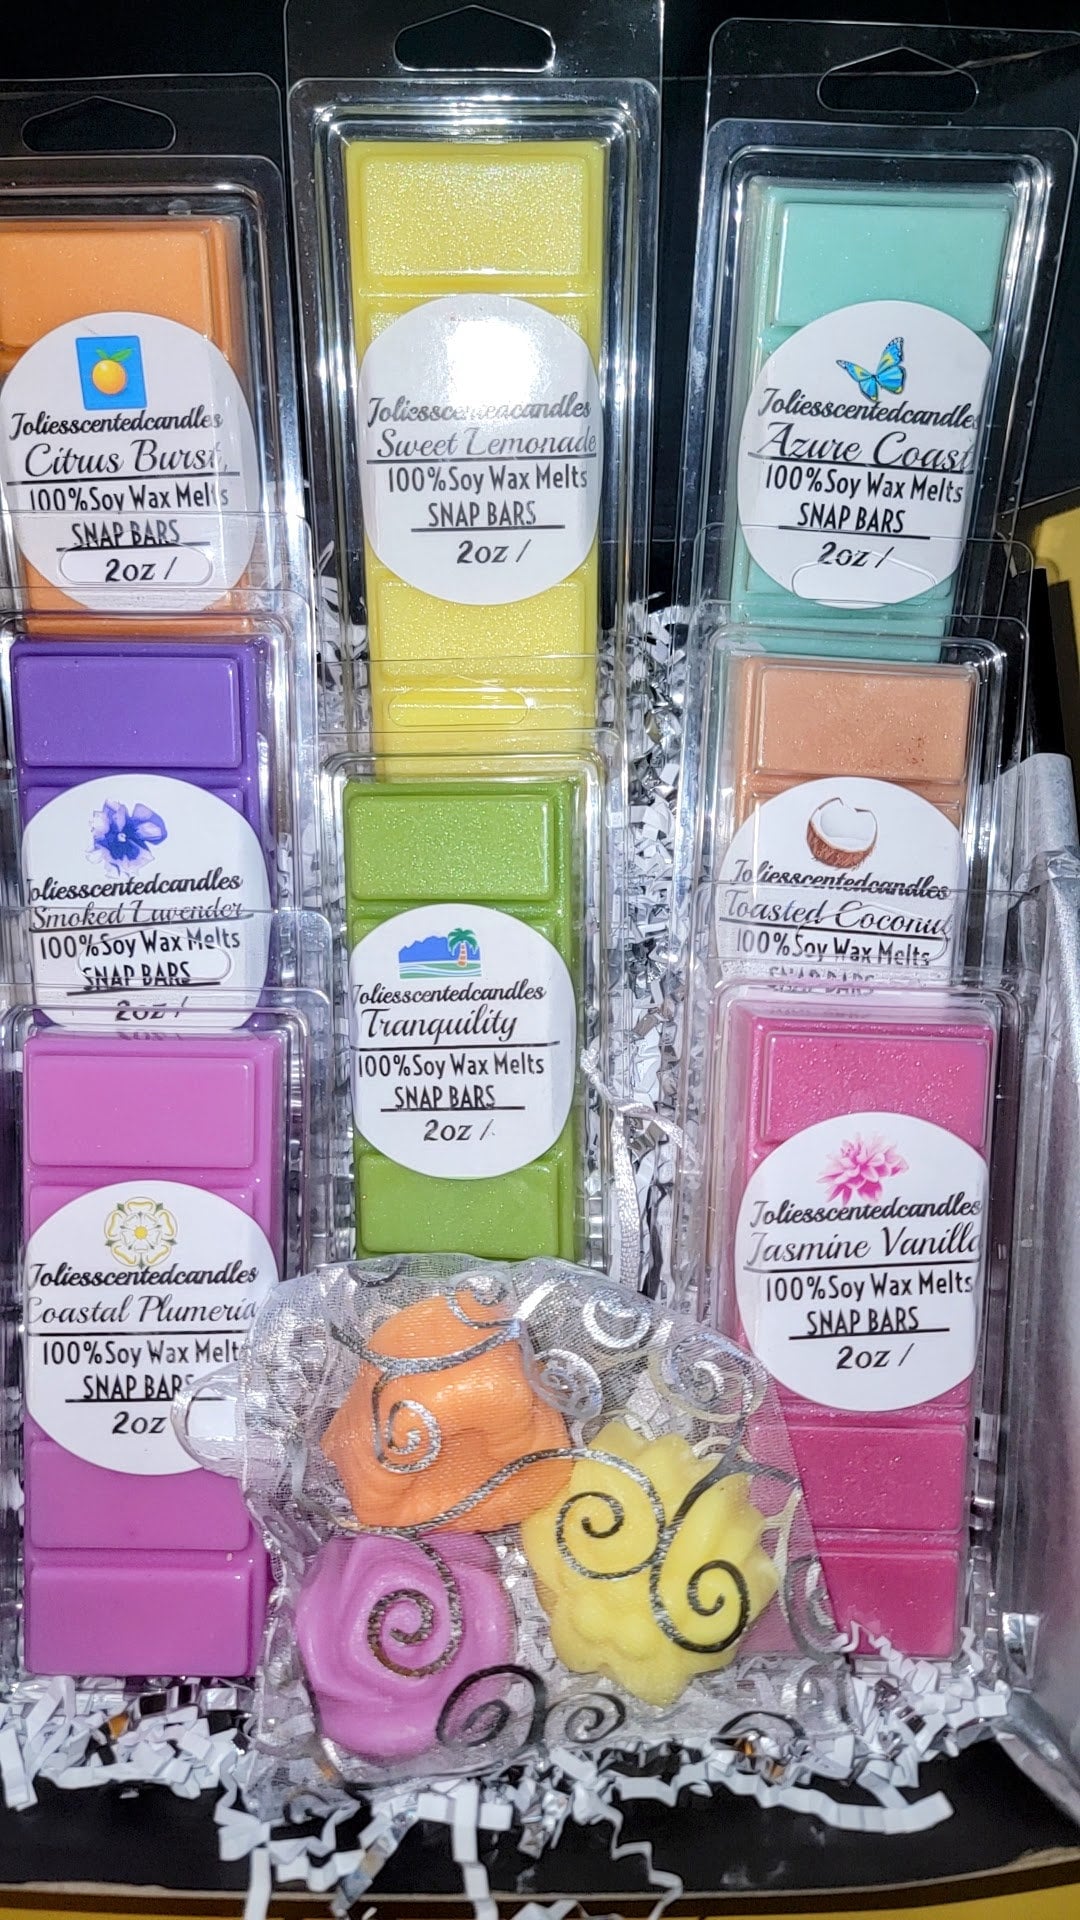 Joliesscentedcandles
Citrus Burst
100%Soy Wax Melts
SNAP BARS
2oz /
Joliesscentedcandles
Sweet Lemonade
100%Soy Wax Melts
SNAP BARS
2oz /
Joliesscentedcandles
Azure Coast
100%Soy Wax Melts
SNAP BARS
2oz /
Joliesscentedcandles
Smoked Lavender
100%Soy Wax Melts
SNAP BARS
2oz /
Joliesscentedcandles
Tranquility
100%Soy Wax Melts
SNAP BARS
2oz /
Joliesscentedcandles
Toasted Coconut
100%Soy Wax Melts
SNAP BARS
Joliesscentedcandles
Coastal Plumeria
100%Soy Wax Melts
SNAP BARS
2oz
Joliesscentedcandles
Jasmine Vanilla
100%Soy Wax Melts
SNAP BARS
2oz /